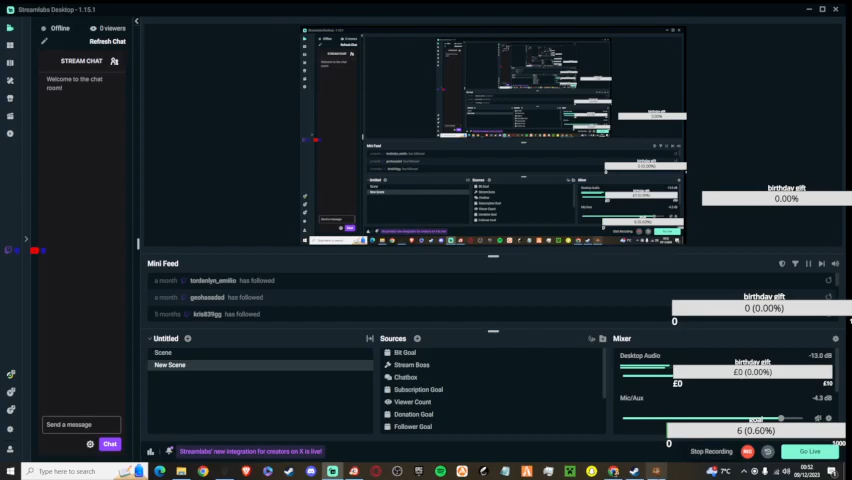 Streamlabs Desktop - 1.15.1
Offline
0 viewers
Refresh Chat
STREAM CHAT
Welcome to the chat
room!
Send a message
Chat
birthday gift
0.00%
Mini Feed
a month tordanlyn_emilio has followed
a month geohasadad has followed
5 months kris839gg has followed
birthday gift
0 (0.00%)
0
Untitled
Scene
New Scene
Sources
Bit Goal
Stream Boss
Chatbox
Subscription Goal
Viewer Count
Donation Goal
Follower Goal
Mixer
Desktop Audio -13.0 dB
birthday gift
£0 (0.00%)
£0 £10
Mic/Aux -4.3 dB
6 (0.60%)
0 1000
Streamlabs' new integration for creators on X is live!
Stop Recording
REC
Go Live
Type here to search
7°C
00:52
09/12/2023